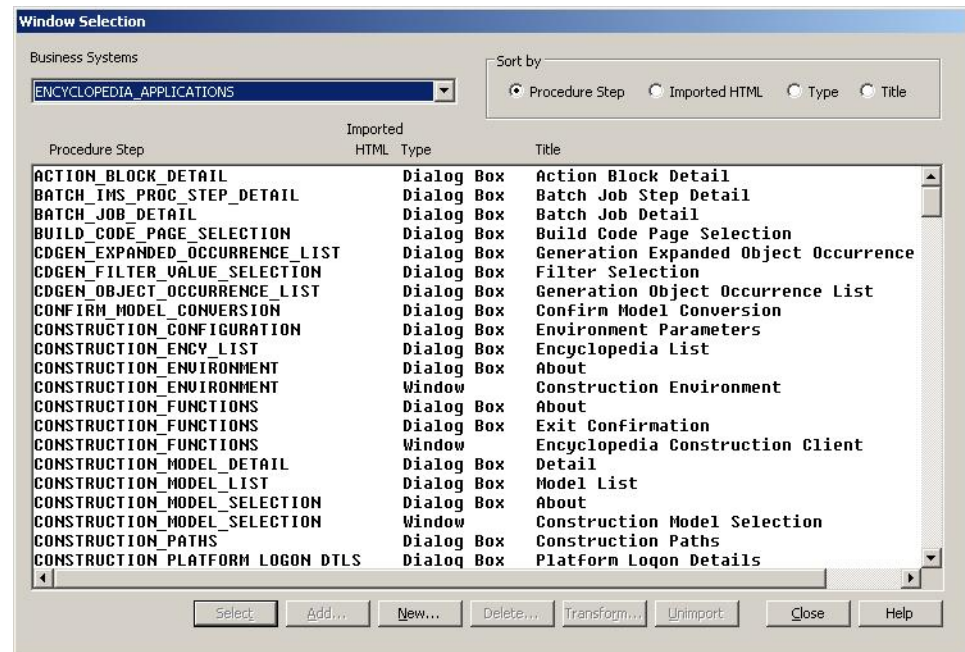 Window Selection
Business Systems
Sort by
ENCYCLOPEDIA_APPLICATIONS
Procedure Step Imported HTML Type Title
Imported
Procedure Step HTML Type Title
ACTION_BLOCK_DETAIL Dialog Box Action Block Detail
BATCH_IMS_PROC_STEP_DETAIL Dialog Box Batch Job Step Detail
BATCH_JOB_DETAIL Dialog Box Batch Job Detail
BUILD_CODE_PAGE_SELECTION Dialog Box Build Code Page Selection
CDGEN_EXPANDED_OCCURRENCE_LIST Dialog Box Generation Expanded Object Occurrence
CDGEN_FILTER_VALUE_SELECTION Dialog Box Filter Selection
CDGEN_OBJECT_OCCURRENCE_LIST Dialog Box Generation Object Occurrence List
CONFIRM_MODEL_CONVERSION Dialog Box Confirm Model Conversion
CONSTRUCTION_CONFIGURATION Dialog Box Environment Parameters
CONSTRUCTION_ENCY_LIST Dialog Box Encyclopedia List
CONSTRUCTION_ENVIRONMENT Dialog Box About
CONSTRUCTION_ENVIRONMENT Window Construction Environment
CONSTRUCTION_FUNCTIONS Dialog Box About
CONSTRUCTION_FUNCTIONS Dialog Box Exit Confirmation
CONSTRUCTION_FUNCTIONS Window Encyclopedia Construction Client
CONSTRUCTION_MODEL_DETAIL Dialog Box Detail
CONSTRUCTION_MODEL_LIST Dialog Box Model List
CONSTRUCTION_MODEL_SELECTION Dialog Box About
CONSTRUCTION_MODEL_SELECTION Window Construction Model Selection
CONSTRUCTION_PATHS Dialog Box Construction Paths
CONSTRUCTION_PLATFORM_LOGON_DTLS Dialog Box Platform Logon Details
Select Add... New... Delete... Transform... Unimport Close Help